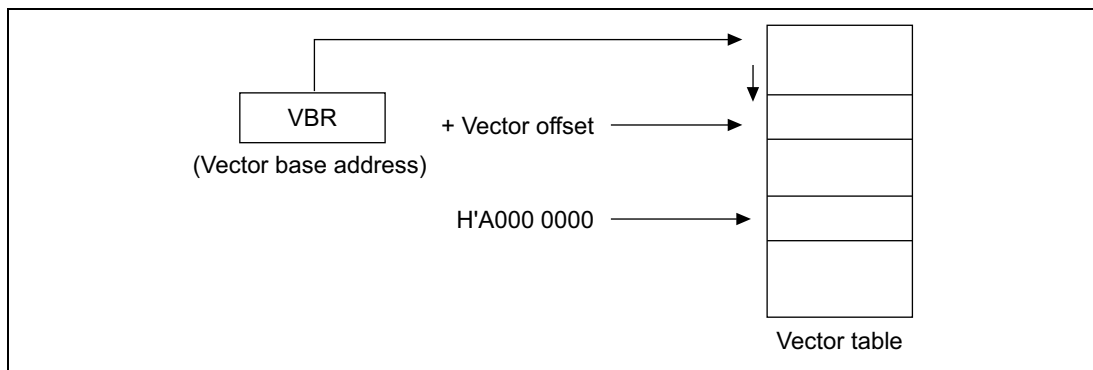 VBR
+ Vector offset
(Vector base address)
H'A000 0000
Vector table